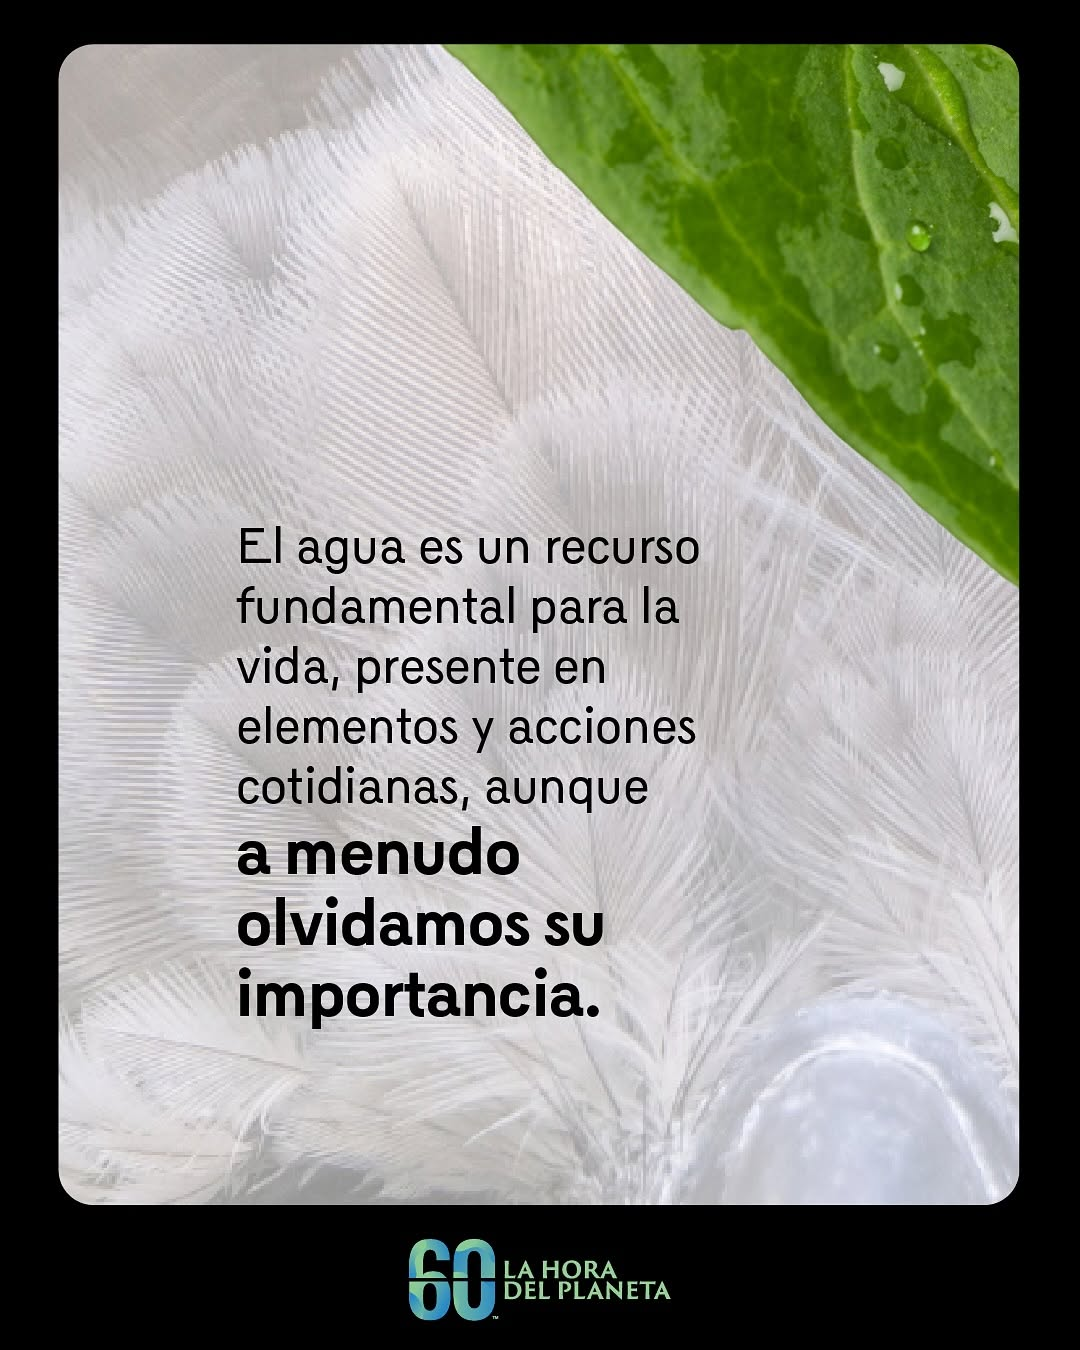 El agua es un recurso
fundamental para la
vida, presente en
elementos y acciones
cotidianas, aunque
a menudo
olvidamos su
importancia.
60 LA HORA
DEL PLANETA
™